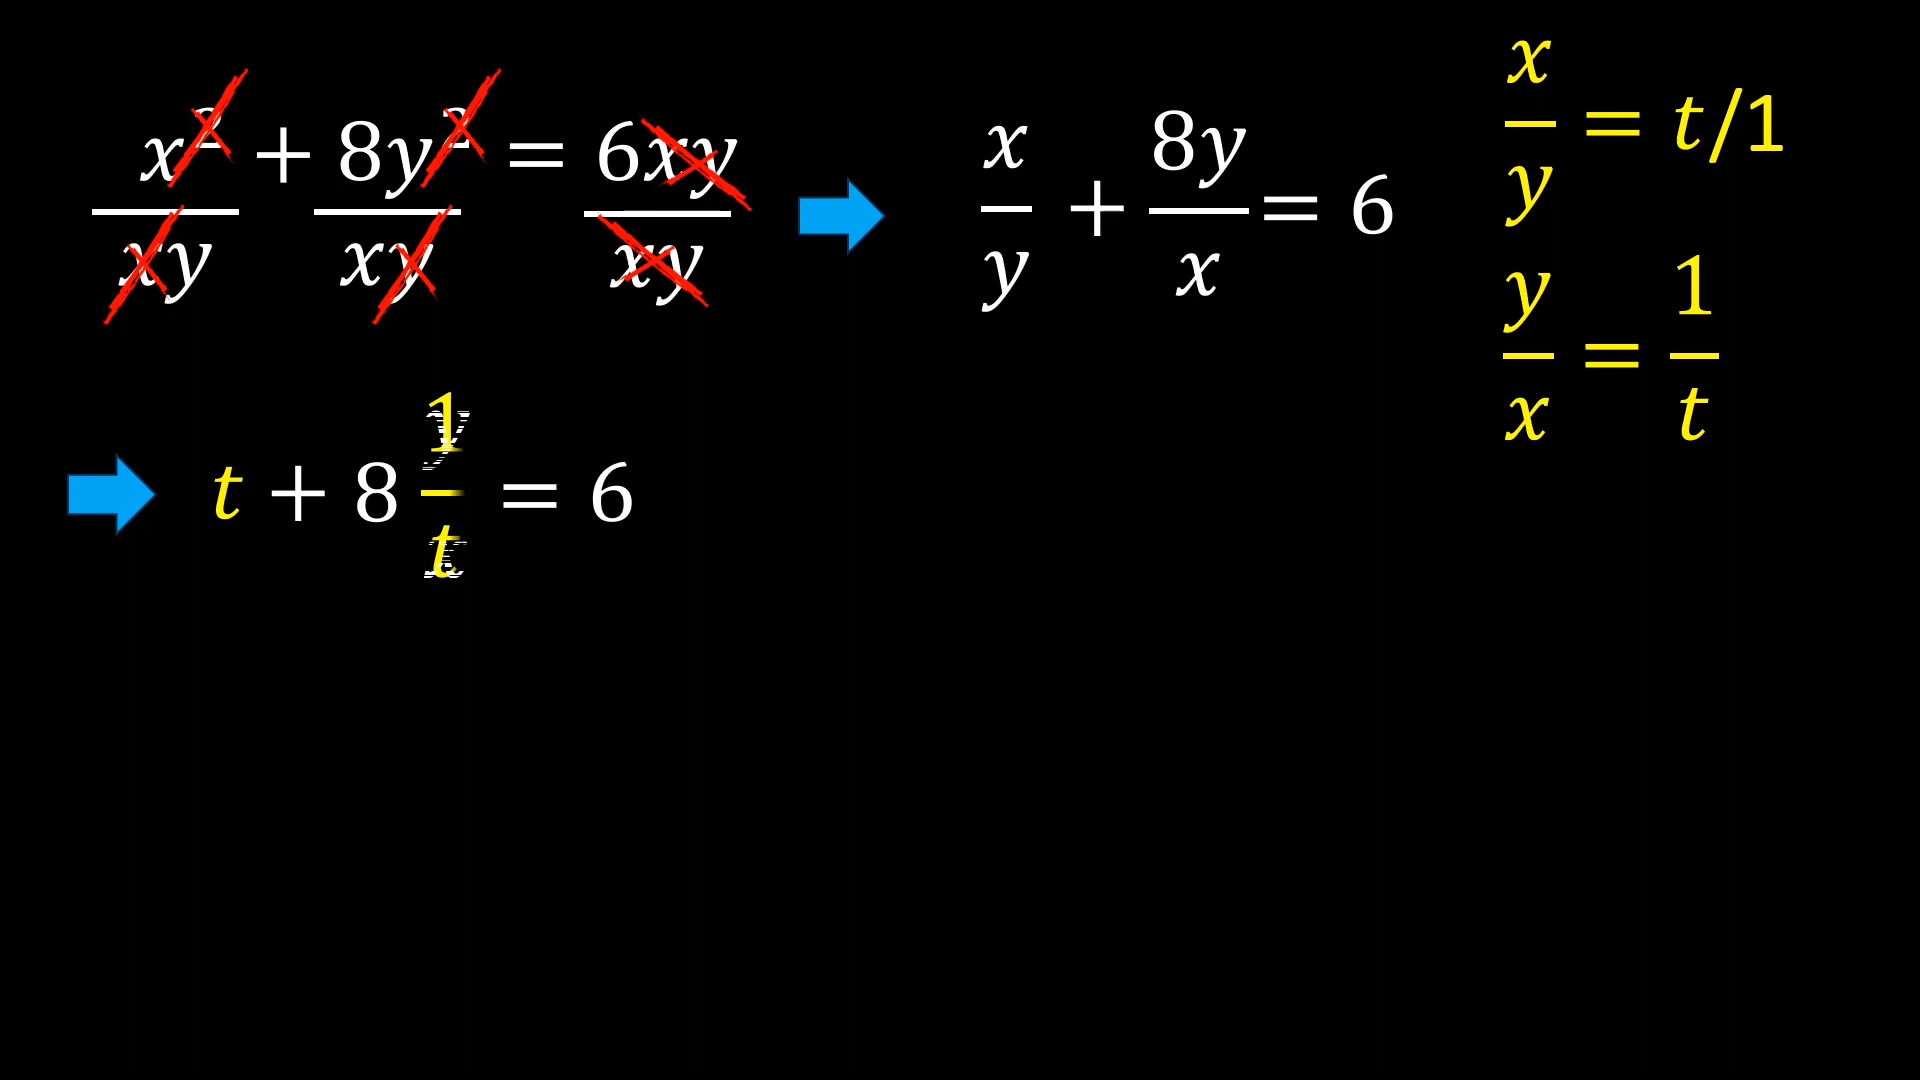 x² + 8y² = 6xy
xy xy xy
x/y + 8y/x = 6
x/y = t/1
y/x = 1/t
t + 8 1/t = 6